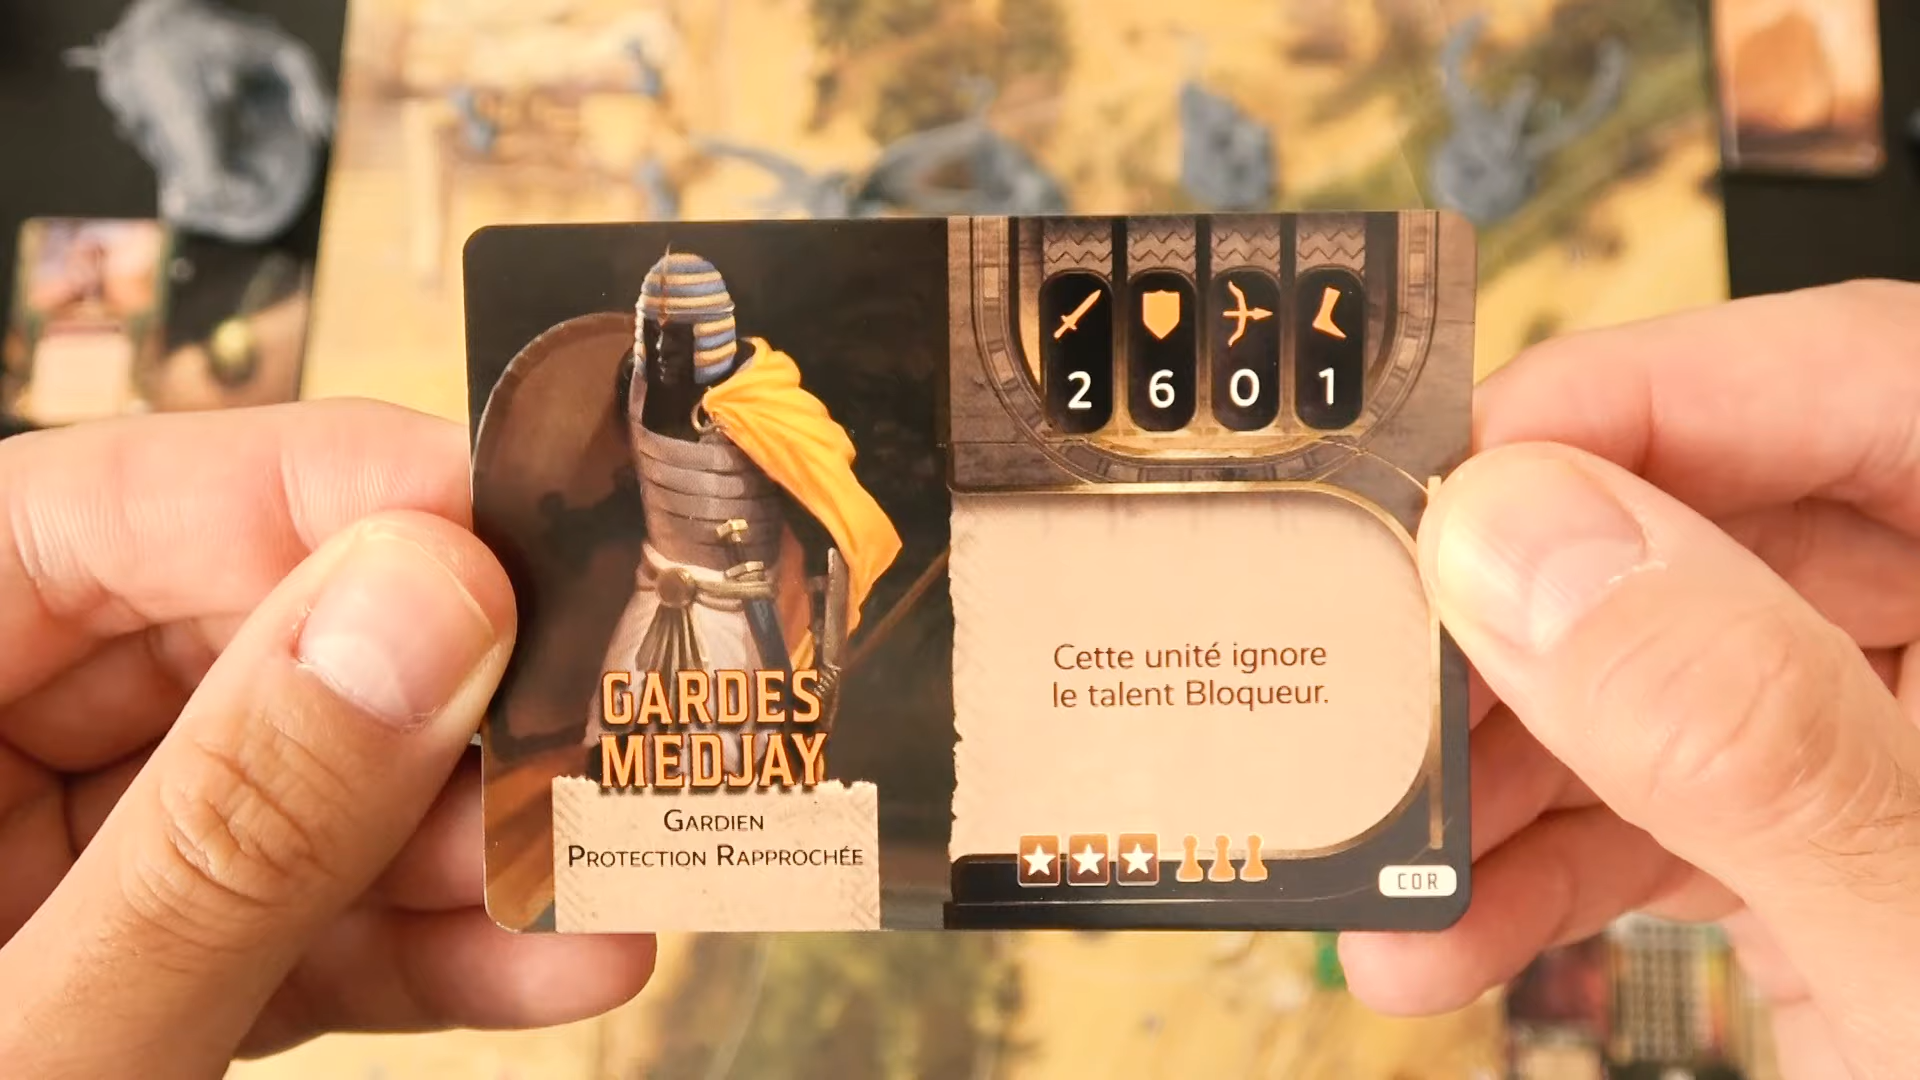 GARDES
MEDJAY
GARDIEN
PROTECTION RAPPROCHÉE
2 6 0 1
Cette unité ignore
le talent Bloqueur.
COR